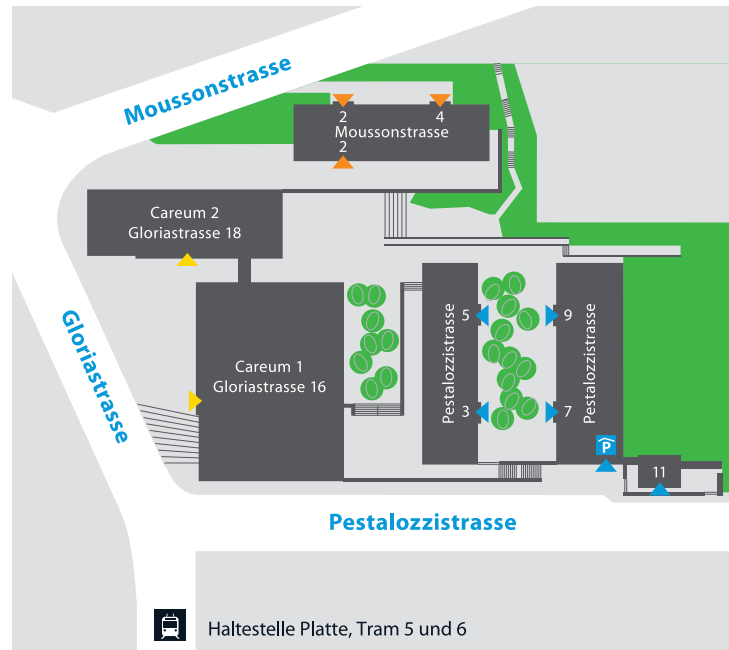 Moussonstrasse
2
4
Moussonstrasse
2
Careum 2
Gloriastrasse 18
Gloriastrasse
Careum 1
Gloriastrasse 16
5
Pestalozzistrasse
3
9
Pestalozzistrasse
7
P
11
Pestalozzistrasse
Haltestelle Platte, Tram 5 und 6